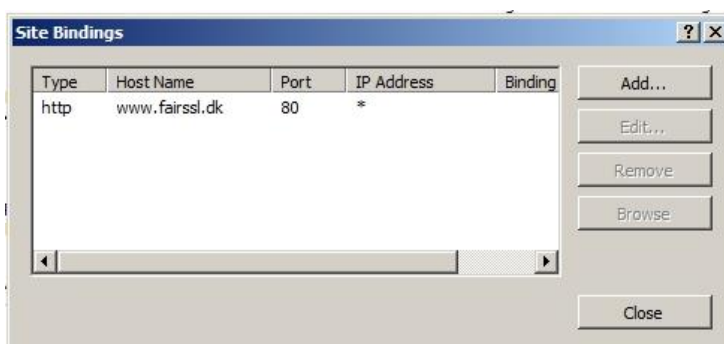 Site Bindings
Type Host Name Port IP Address Binding
http www.fairssl.dk 80 *
Add...
Edit...
Remove
Browse
Close